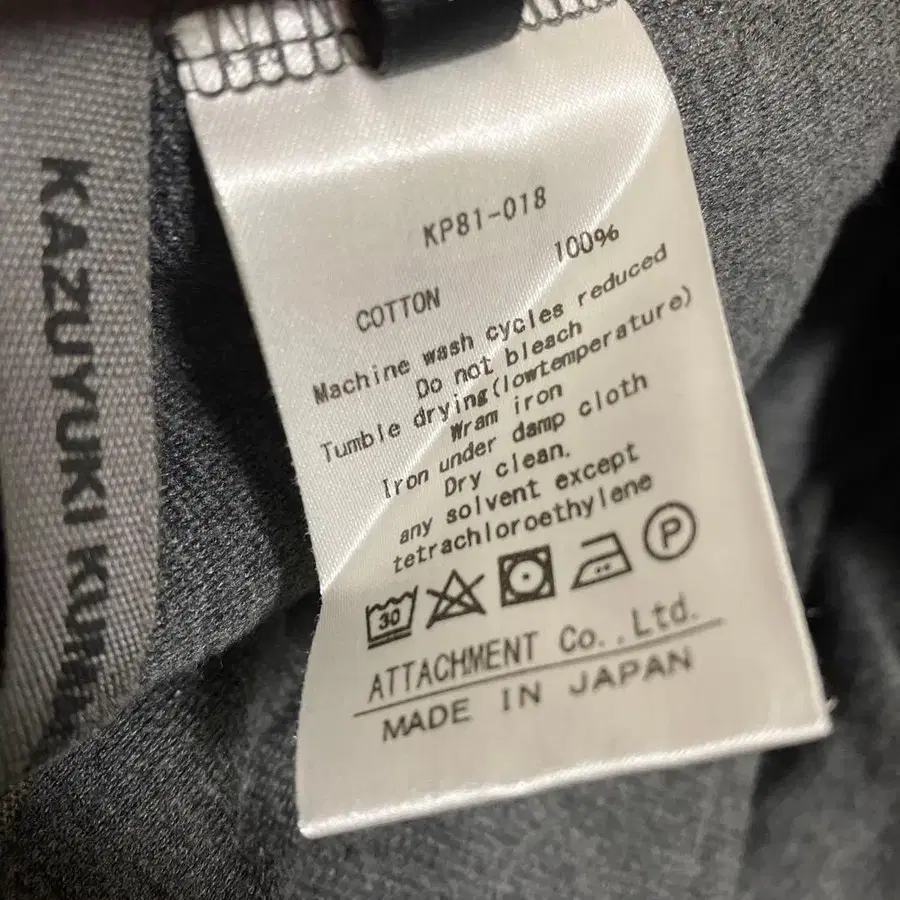 KAZUYUKI
KP81-018
COTTON 100%
Machine wash cycles reduced
Do not bleach
Tumble drying(lowtemperature)
Wram iron
Iron under damp cloth
Dry clean.
any solvent except
tetrachloroethylene
30
P
ATTACHMENT Co.,Ltd.
MADE IN JAPAN